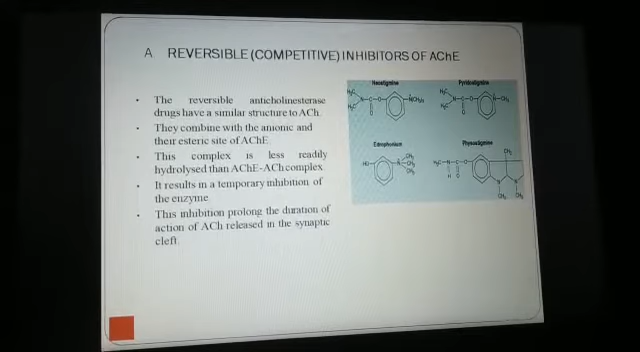 A REVERSIBLE (COMPETITIVE) INHIBITORS OF AChE
• The reversible anticholinesterase
drugs have a similar structure to ACh.
• They combine with the anionic and
their esteric site of AChE.
• This complex is less readily
hydrolysed than AChE-ACh complex
• It results in a temporary inhibition of
the enzyme.
• This inhibition prolong the duration of
action of ACh released in the synaptic
cleft.
Neostigmine
Pyridostigmine
Edrophonium
Physostigmine
HO